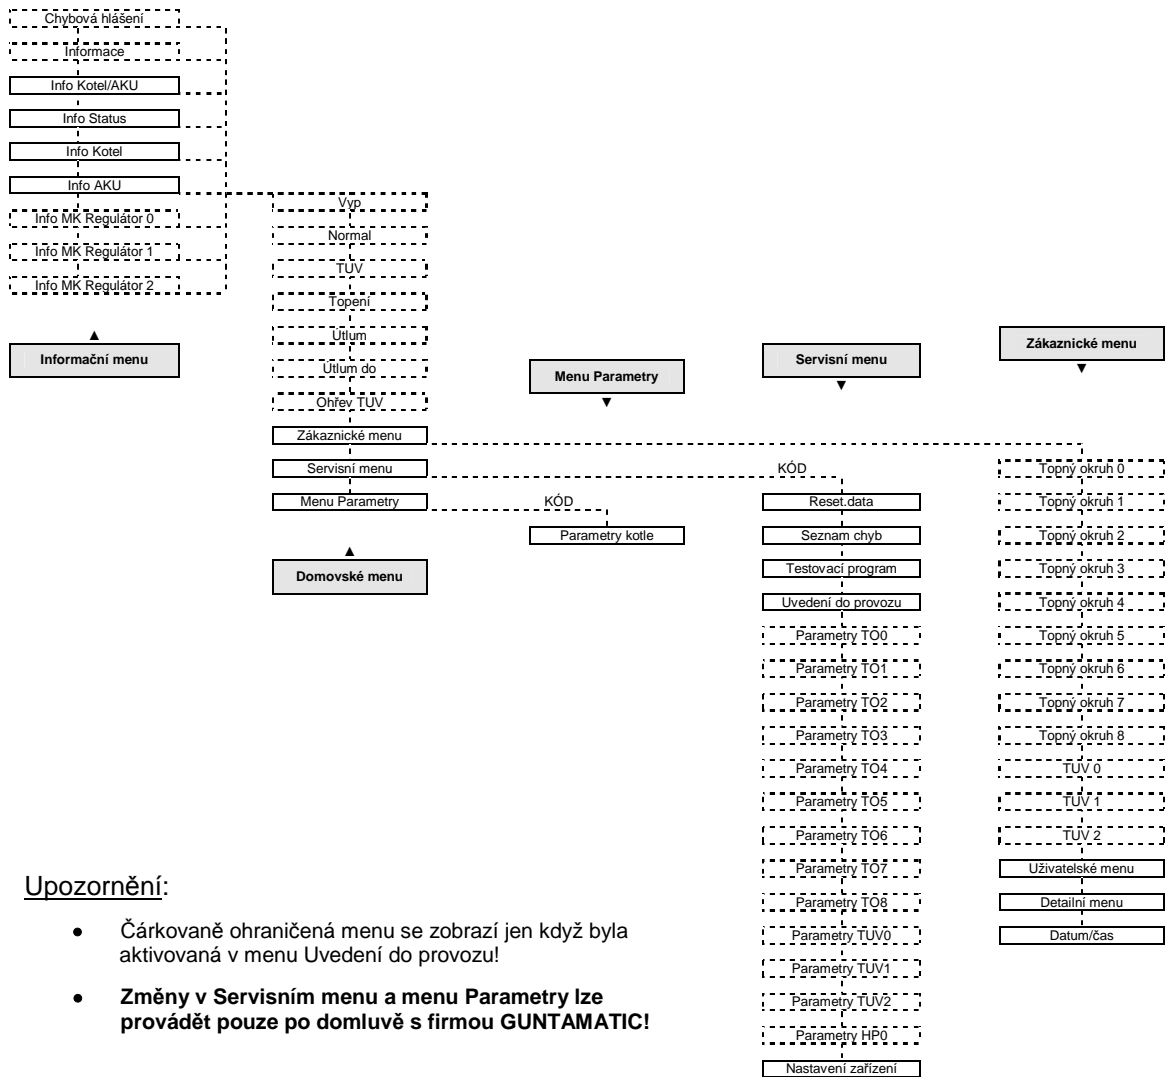 Chybová hlášení
Informace
Info Kotel/AKU
Info Status
Info Kotel
Info AKU
Info MK Regulátor 0
Info MK Regulátor 1
Info MK Regulátor 2
▲
Informační menu
Vyp
Normal
TUV
Topení
Útlum
Útlum do
Ohřev TUV
Zákaznické menu
Servisní menu
Menu Parametry
▲
Domovské menu
Menu Parametry
▼
KÓD
Parametry kotle
Servisní menu
▼
KÓD
Reset.data
Seznam chyb
Testovací program
Uvedení do provozu
Parametry TO0
Parametry TO1
Parametry TO2
Parametry TO3
Parametry TO4
Parametry TO5
Parametry TO6
Parametry TO7
Parametry TO8
Parametry TUV0
Parametry TUV1
Parametry TUV2
Parametry HP0
Nastavení zařízení
Zákaznické menu
▼
Topný okruh 0
Topný okruh 1
Topný okruh 2
Topný okruh 3
Topný okruh 4
Topný okruh 5
Topný okruh 6
Topný okruh 7
Topný okruh 8
TUV 0
TUV 1
TUV 2
Uživatelské menu
Detailní menu
Datum/čas
Upozornění:
• Čárkovaně ohraničená menu se zobrazí jen když byla
aktivovaná v menu Uvedení do provozu!
• Změny v Servisním menu a menu Parametry lze
provádět pouze po domluvě s firmou GUNTAMATIC!